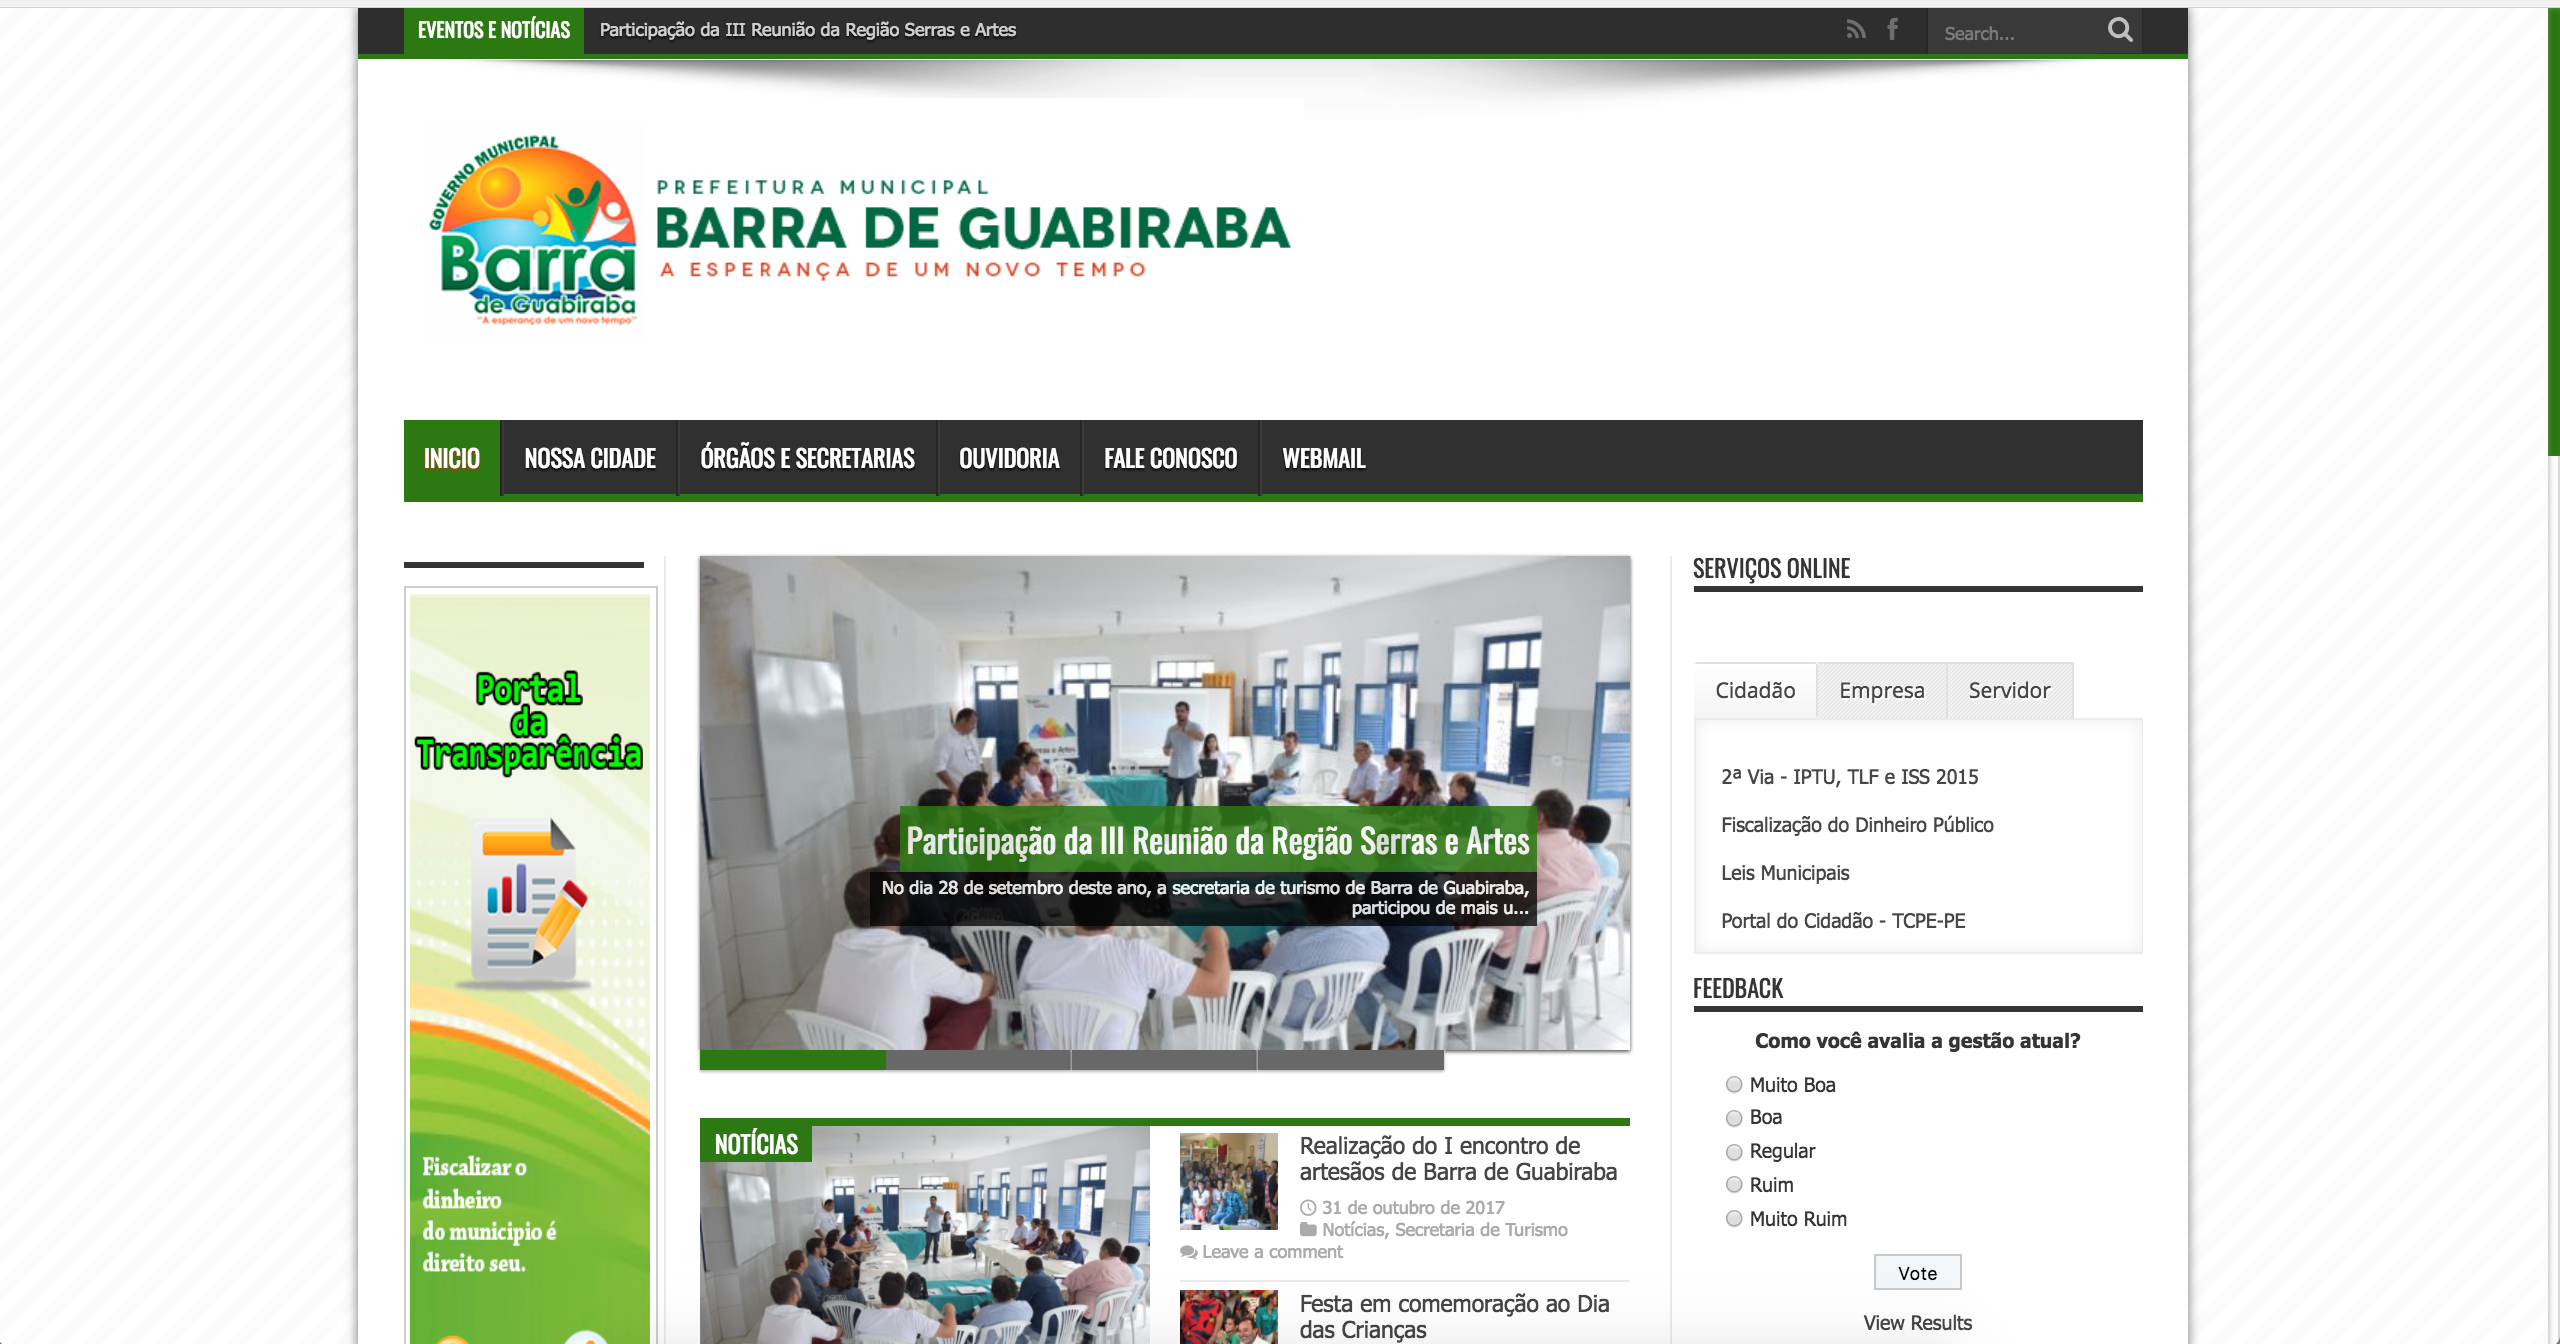 EVENTOS E NOTÍCIAS
Participação da III Reunião da Região Serras e Artes
Search...
GOVERNO MUNICIPAL
Barra
de Guabiraba
"A esperança de um novo tempo"
PREFEITURA MUNICIPAL
BARRA DE GUABIRABA
A ESPERANÇA DE UM NOVO TEMPO
INICIO
NOSSA CIDADE
ÓRGÃOS E SECRETARIAS
OUVIDORIA
FALE CONOSCO
WEBMAIL
Portal
da
Transparência
Fiscalizar o
dinheiro
do municipio é
direito seu.
Participação da III Reunião da Região Serras e Artes
No dia 28 de setembro deste ano, a secretaria de turismo de Barra de Guabiraba,
participou de mais u...
NOTÍCIAS
Realização do I encontro de
artesãos de Barra de Guabiraba
31 de outubro de 2017
Notícias, Secretaria de Turismo
Leave a comment
Festa em comemoração ao Dia
das Crianças
SERVIÇOS ONLINE
Cidadão
Empresa
Servidor
2ª Via - IPTU, TLF e ISS 2015
Fiscalização do Dinheiro Público
Leis Municipais
Portal do Cidadão - TCPE-PE
FEEDBACK
Como você avalia a gestão atual?
Muito Boa
Boa
Regular
Ruim
Muito Ruim
Vote
View Results